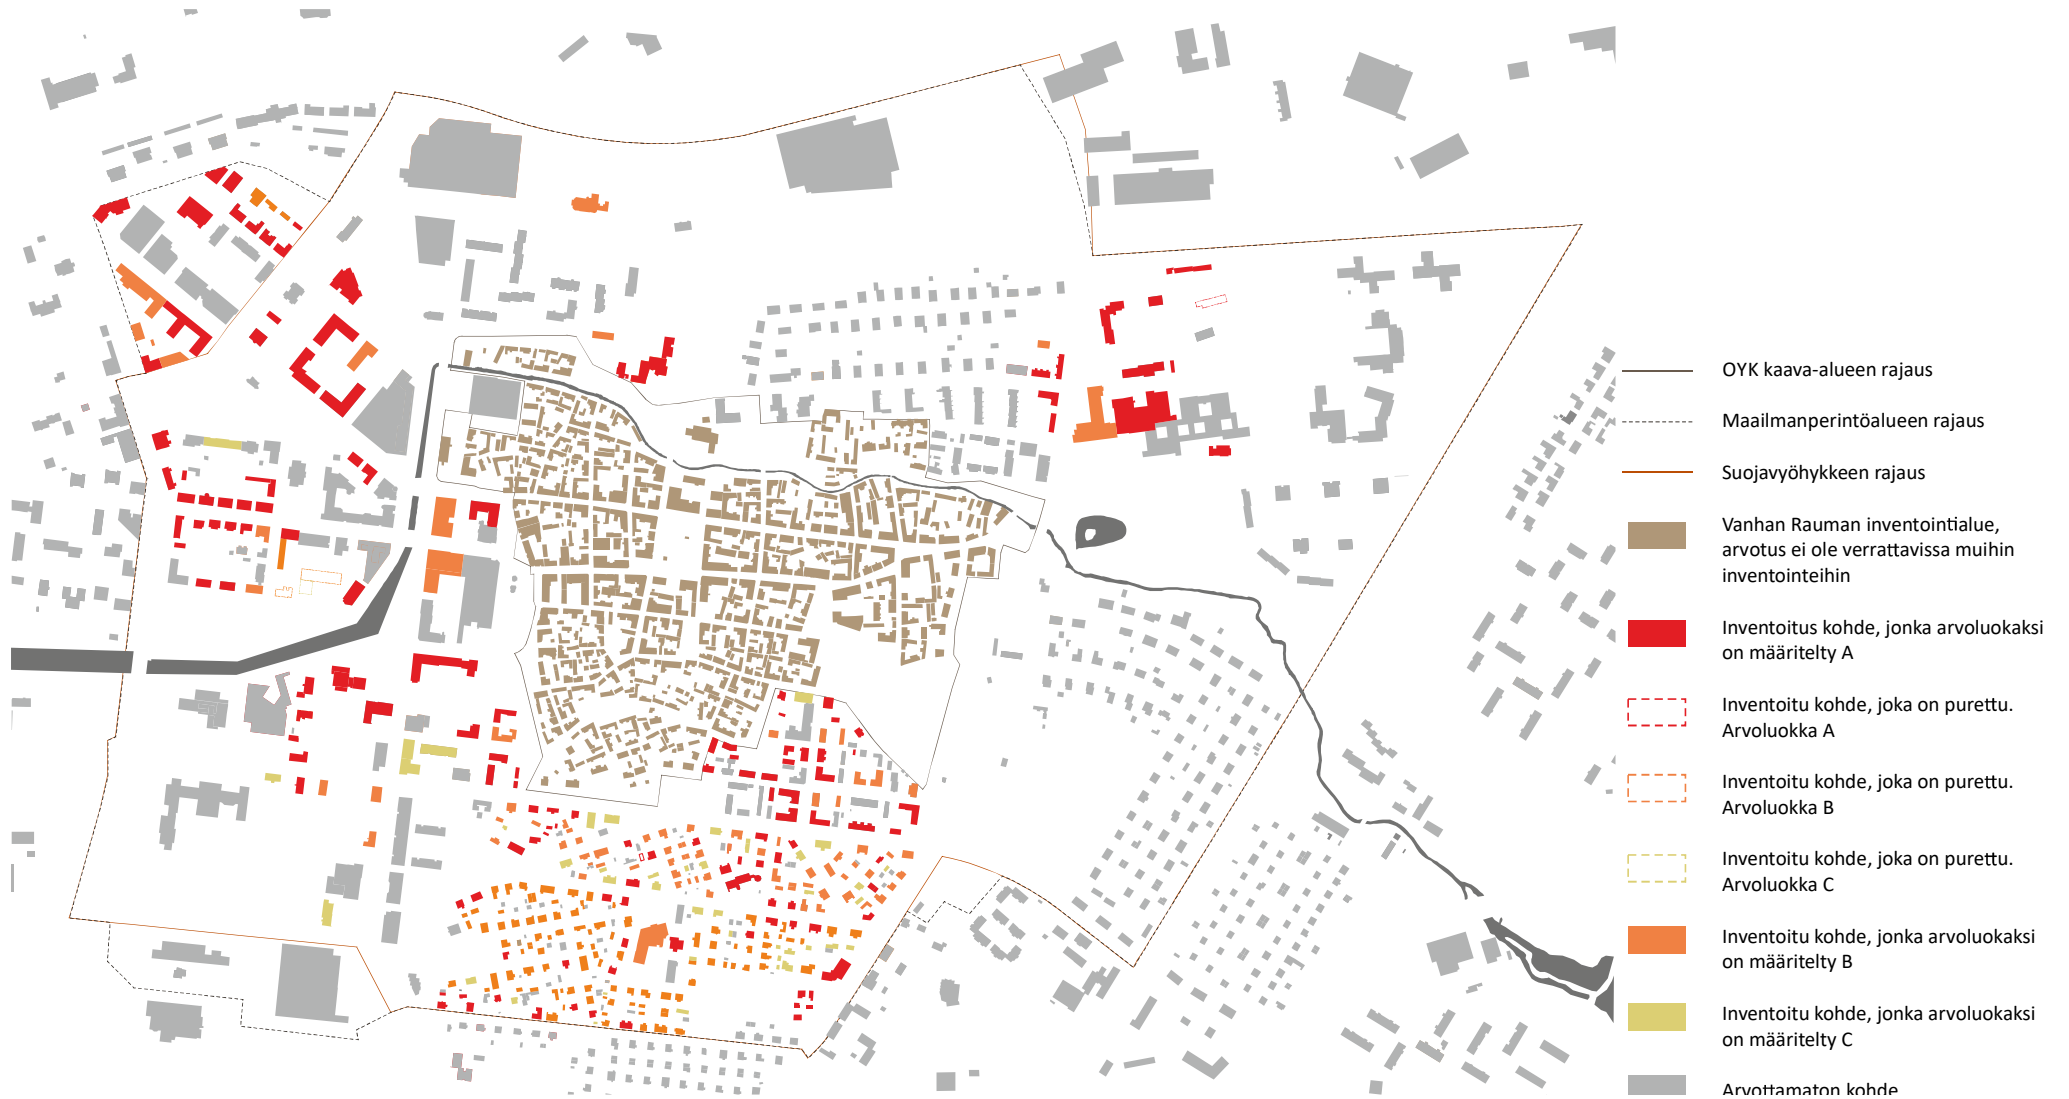 OYK kaava-alueen rajaus
Maailmanperintöalueen rajaus
Suojavyöhykkeen rajaus
Vanhan Rauman inventointialue,
arvotus ei ole verrattavissa muihin
inventointeihin
Inventoitus kohde, jonka arvoluokaksi
on määritelty A
Inventoitu kohde, joka on purettu.
Arvoluokka A
Inventoitu kohde, joka on purettu.
Arvoluokka B
Inventoitu kohde, joka on purettu.
Arvoluokka C
Inventoitu kohde, jonka arvoluokaksi
on määritelty B
Inventoitu kohde, jonka arvoluokaksi
on määritelty C
Arvottamaton kohde